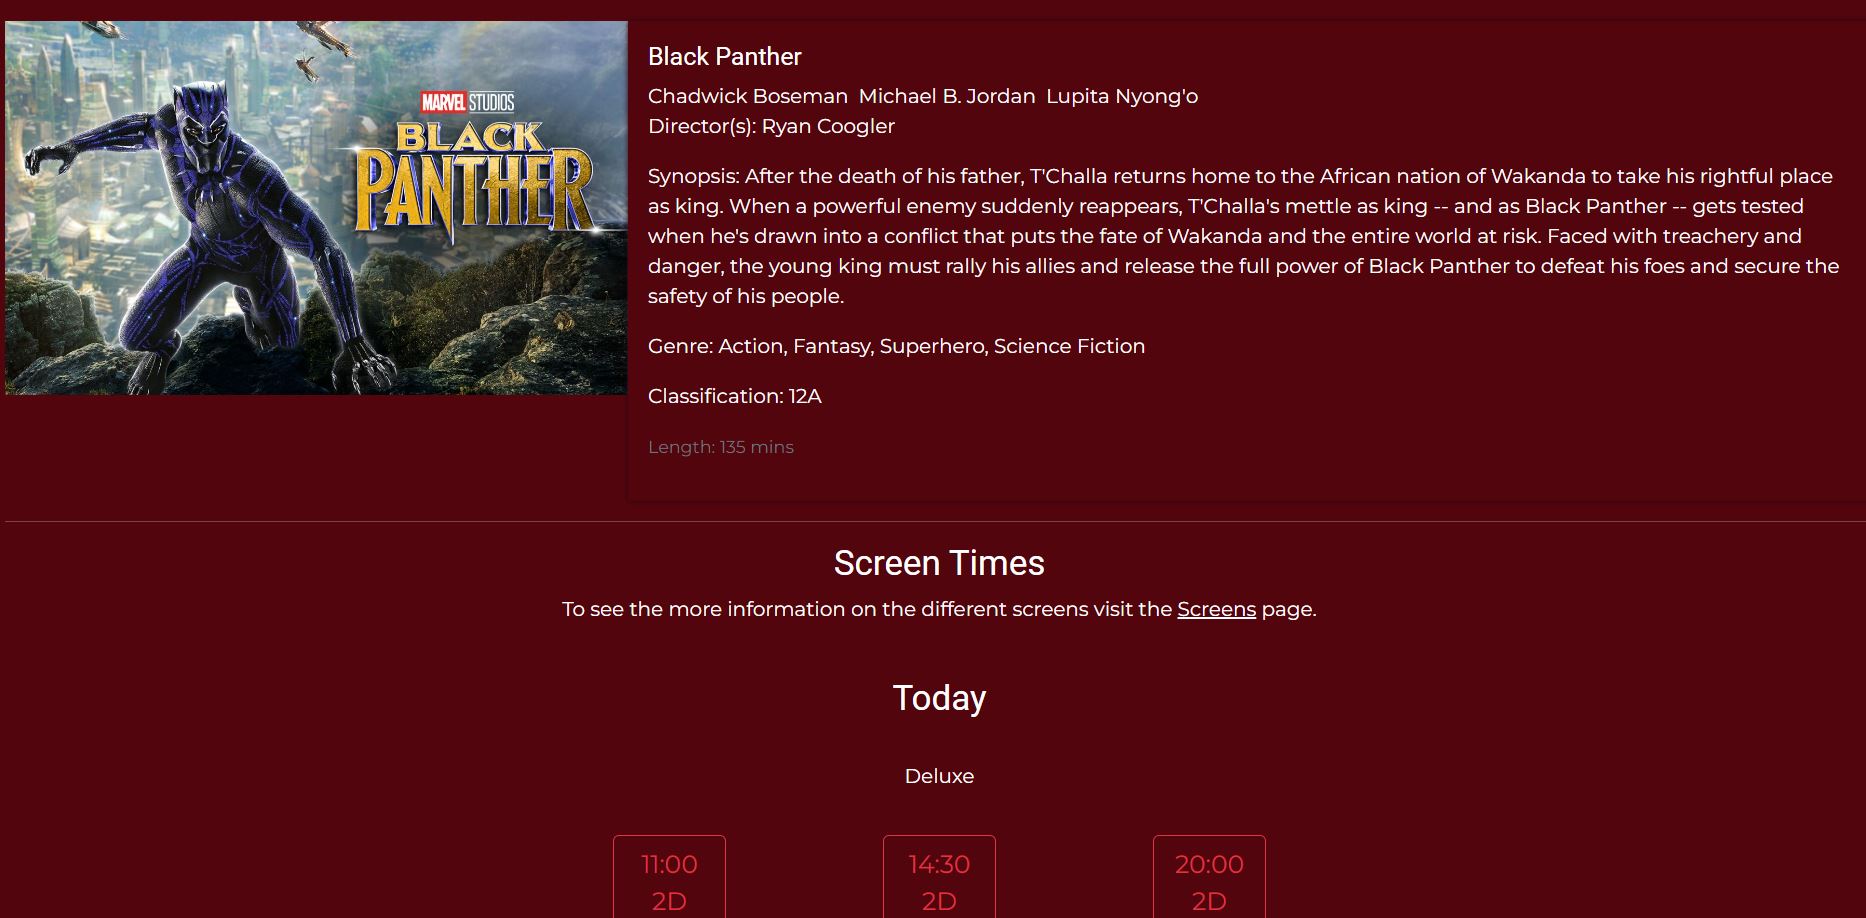 MARVEL STUDIOS
BLACK
PANTHER
Black Panther
Chadwick Boseman  Michael B. Jordan  Lupita Nyong'o
Director(s): Ryan Coogler
Synopsis: After the death of his father, T'Challa returns home to the African nation of Wakanda to take his rightful place
as king. When a powerful enemy suddenly reappears, T'Challa's mettle as king -- and as Black Panther -- gets tested
when he's drawn into a conflict that puts the fate of Wakanda and the entire world at risk. Faced with treachery and
danger, the young king must rally his allies and release the full power of Black Panther to defeat his foes and secure the
safety of his people.
Genre: Action, Fantasy, Superhero, Science Fiction
Classification: 12A
Length: 135 mins
Screen Times
To see the more information on the different screens visit the Screens page.
Today
Deluxe
11:00 14:30 20:00
2D 2D 2D